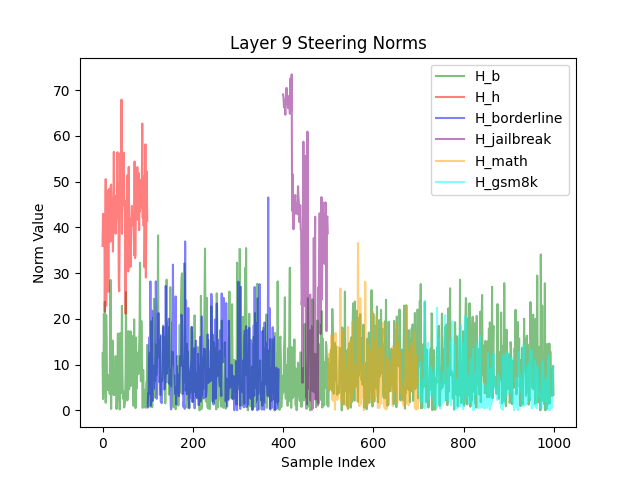 Layer 9 Steering Norms
Norm Value
70
60
50
40
30
20
10
0
H_b
H_h
H_borderline
H_jailbreak
H_math
H_gsm8k
0
200
400
600
800
1000
Sample Index